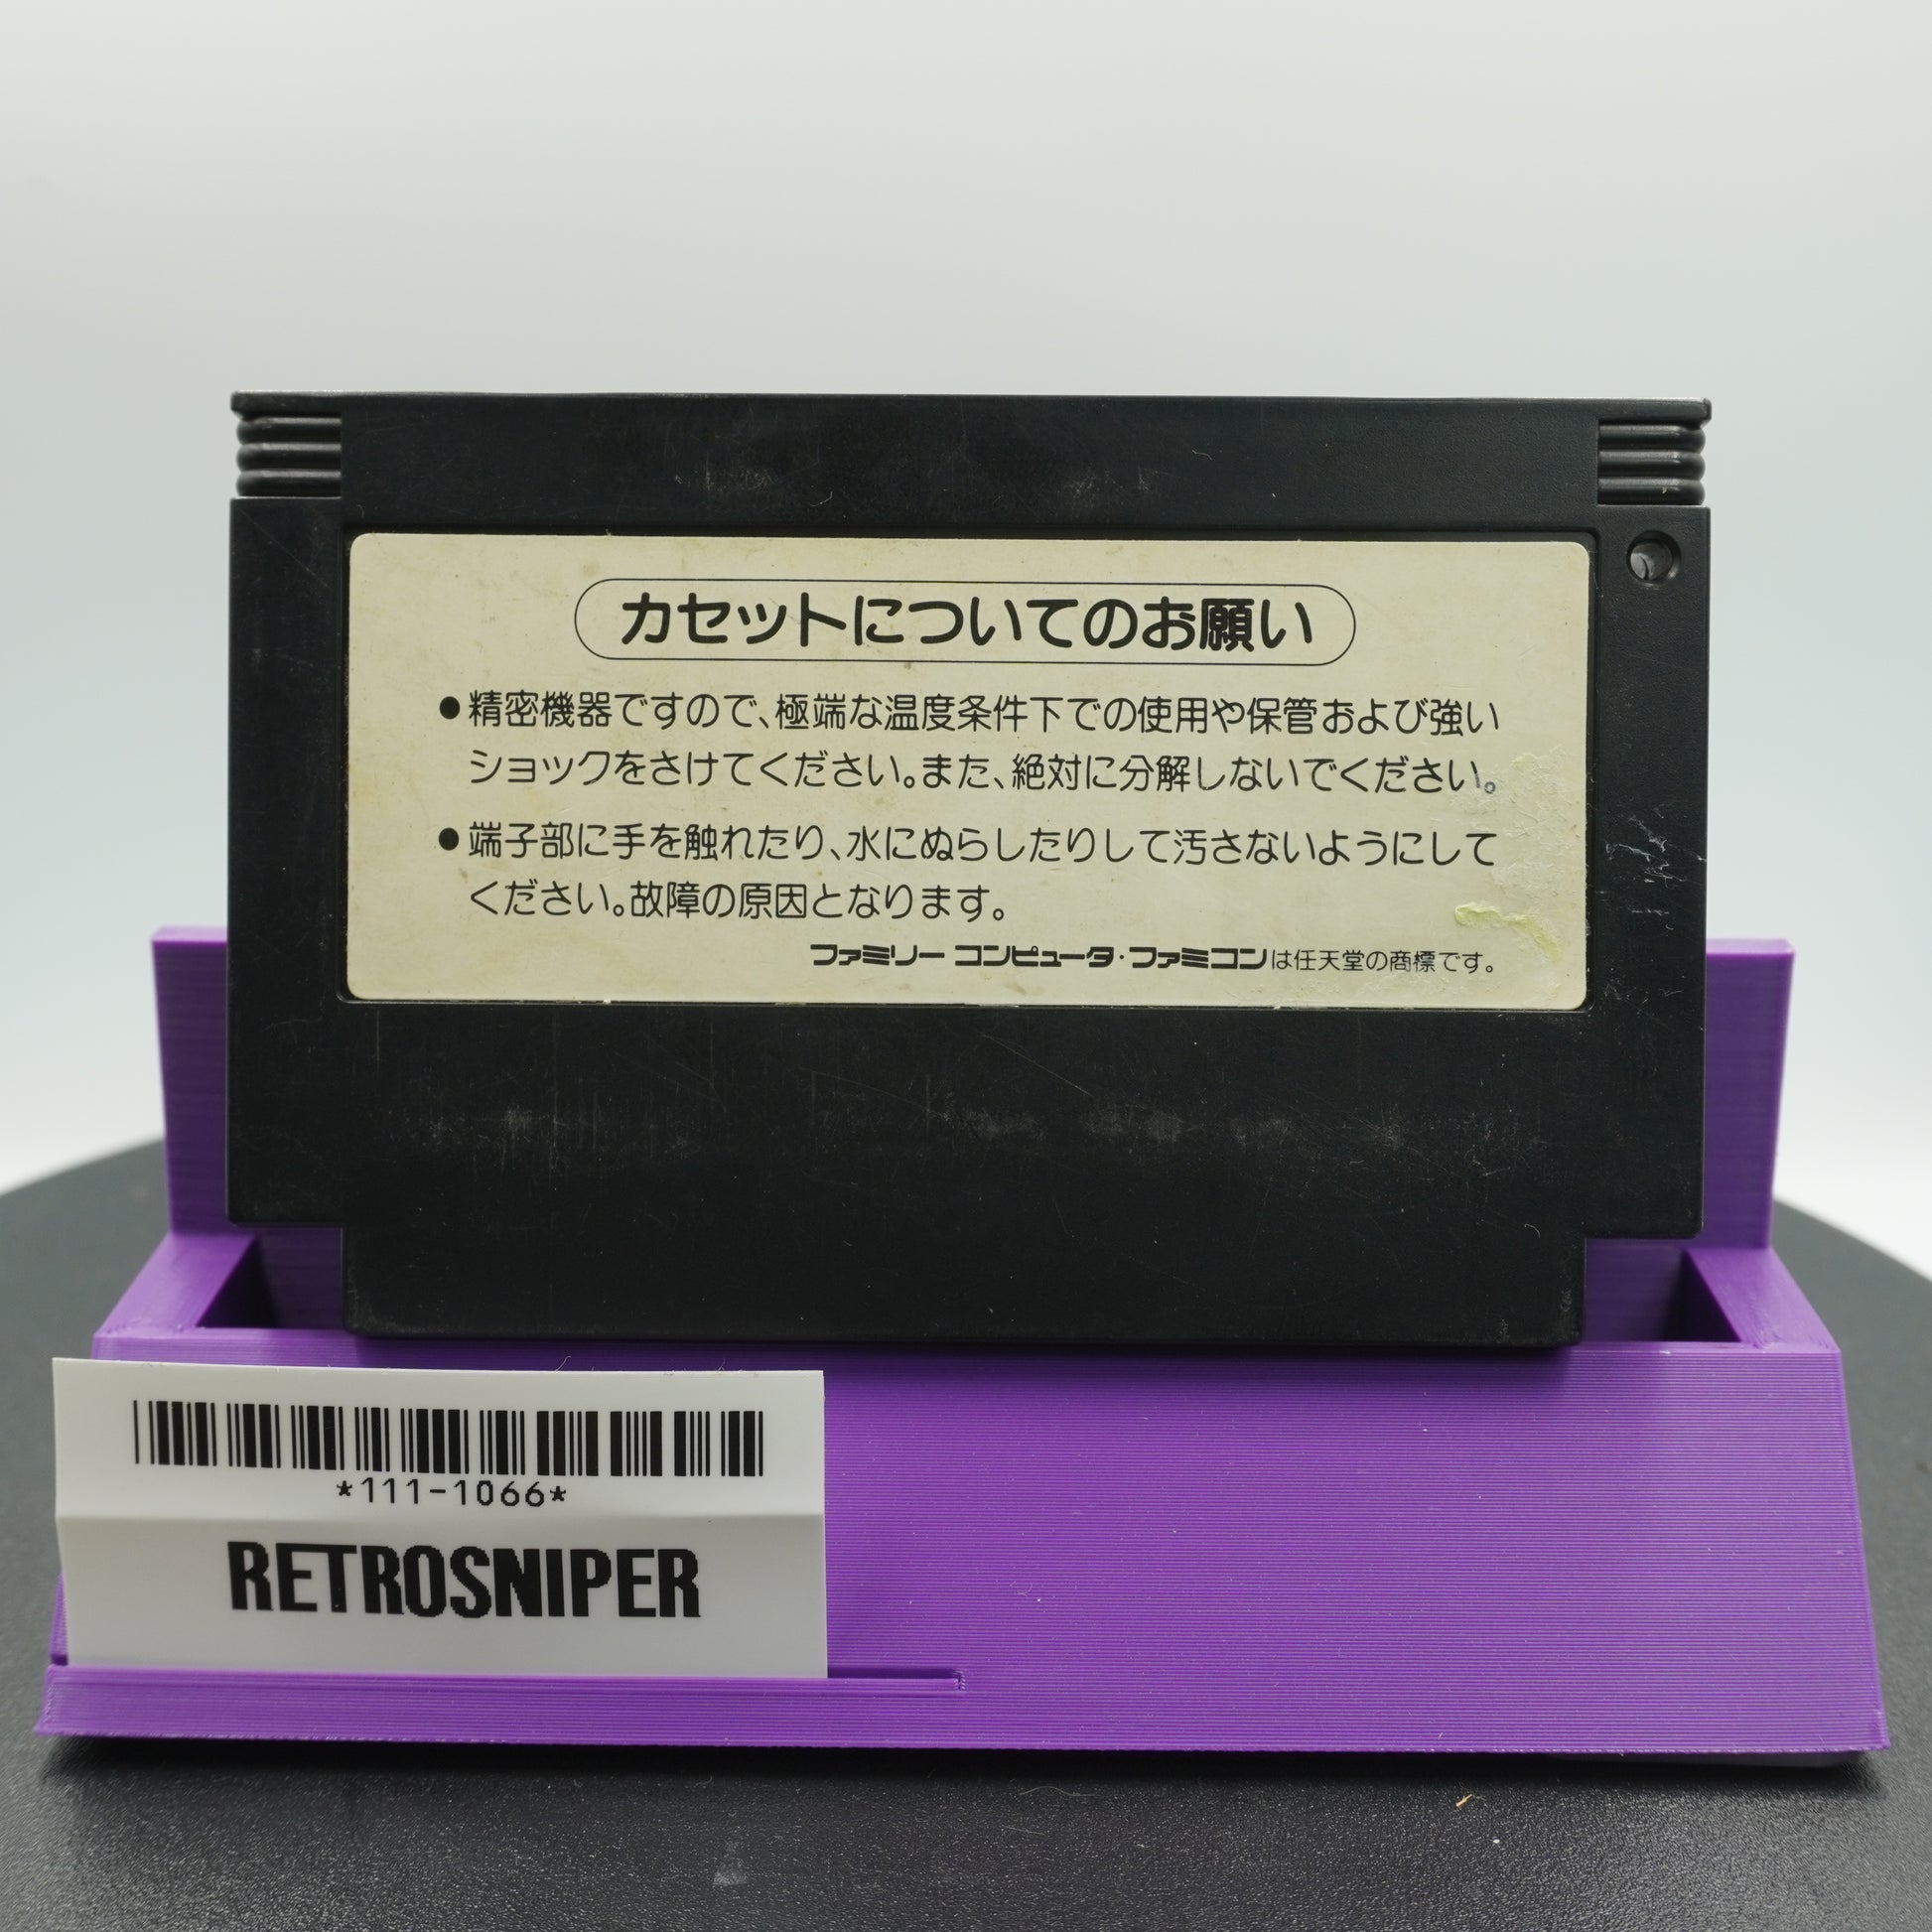 カセットについてのお願い
●精密機器ですので、極端な温度条件下での使用や保管および強い
ショックをさけてください。また、絶対に分解しないでください。
●端子部に手を触れたり、水にぬらしたりして汚さないようにして
ください。故障の原因となります。
ファミリー コンピュータ・ファミコンは任天堂の商標です。
*111-1066*
RETROSNIPER